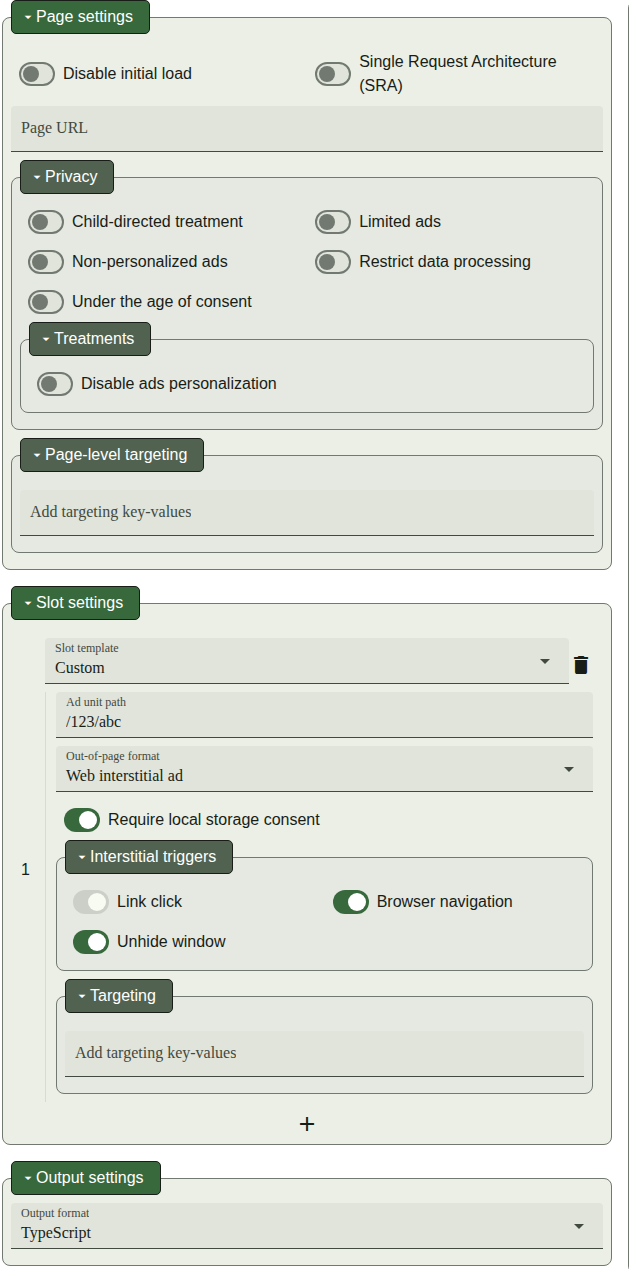 Page settings
Disable initial load
Single Request Architecture
(SRA)
Page URL
Privacy
Child-directed treatment
Limited ads
Non-personalized ads
Restrict data processing
Under the age of consent
Treatments
Disable ads personalization
Page-level targeting
Add targeting key-values
Slot settings
Slot template
Custom
Ad unit path
/123/abc
Out-of-page format
Web interstitial ad
Require local storage consent
1
Interstitial triggers
Link click
Browser navigation
Unhide window
Targeting
Add targeting key-values
+
Output settings
Output format
TypeScript